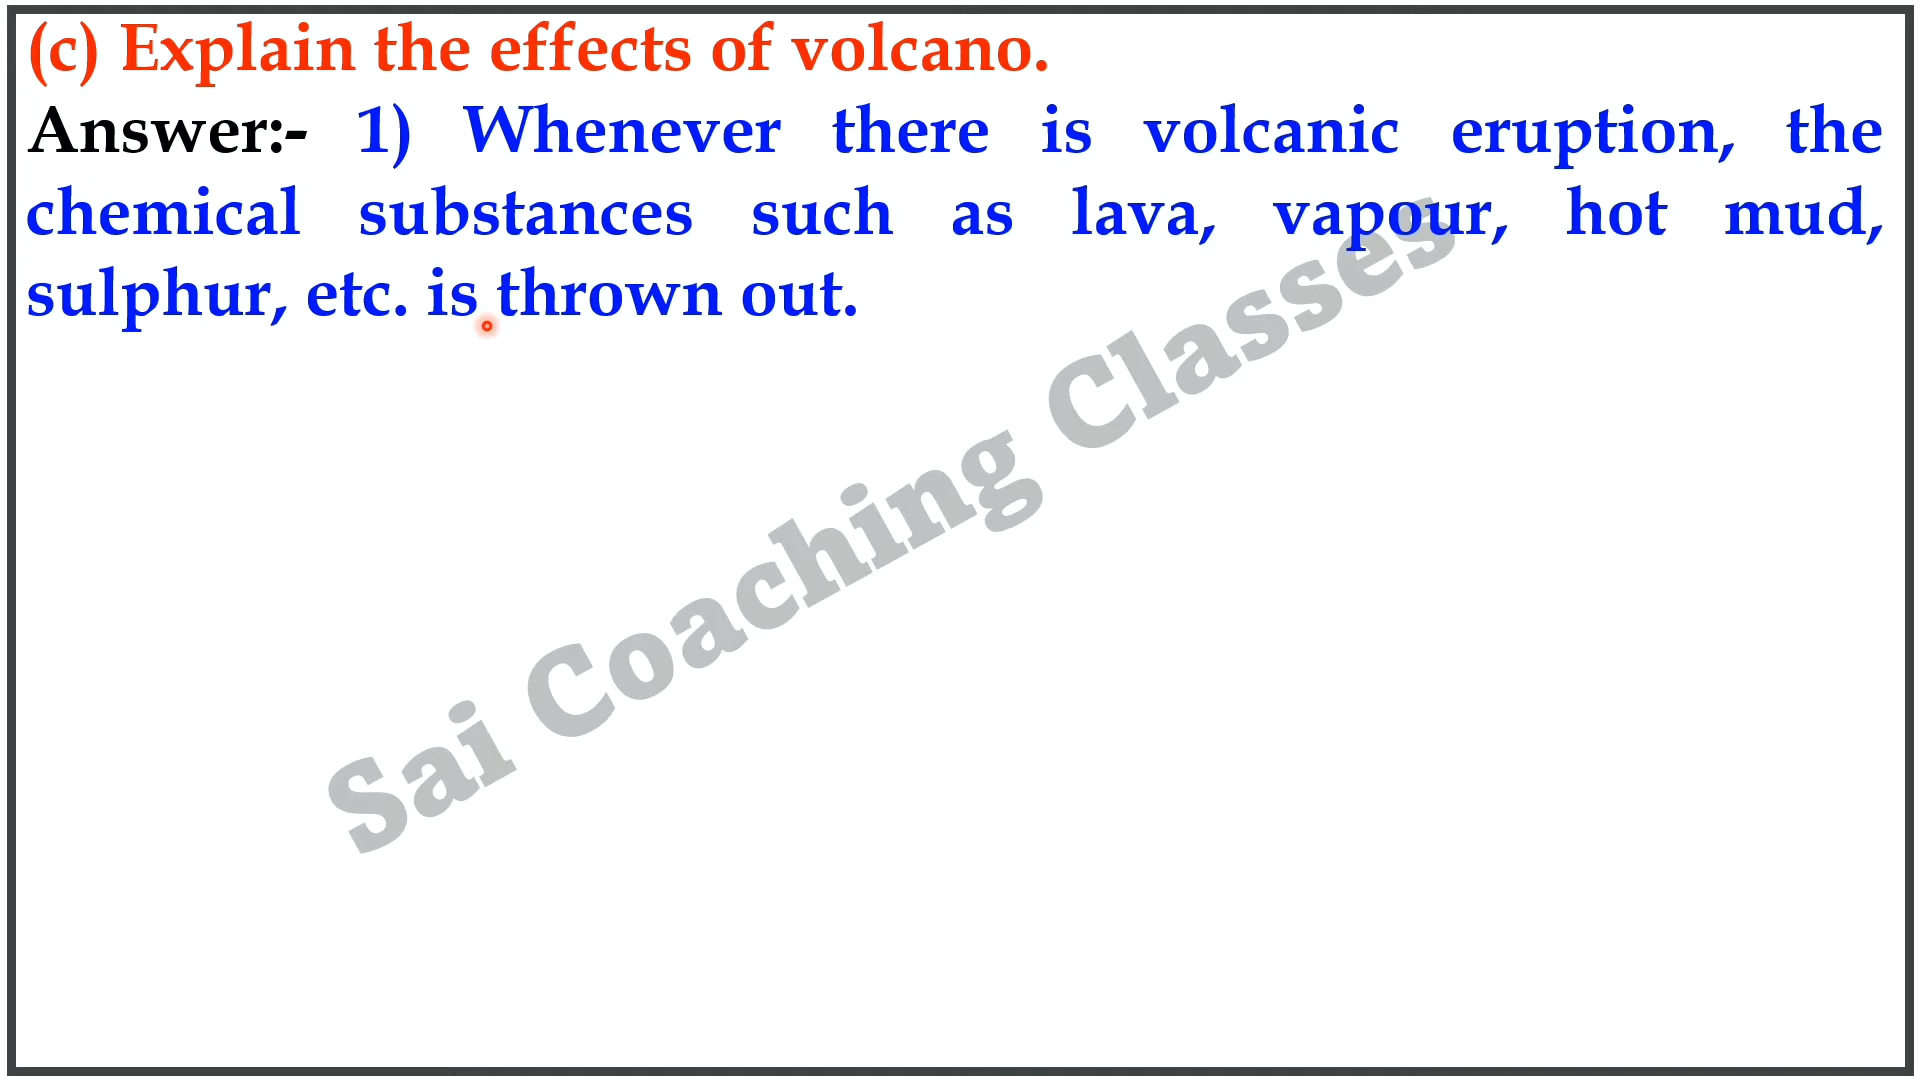 (c) Explain the effects of volcano.
Answer:- 1) Whenever there is volcanic eruption, the
chemical substances such as lava, vapour, hot mud,
sulphur, etc. is thrown out.
Sai Coaching Classes